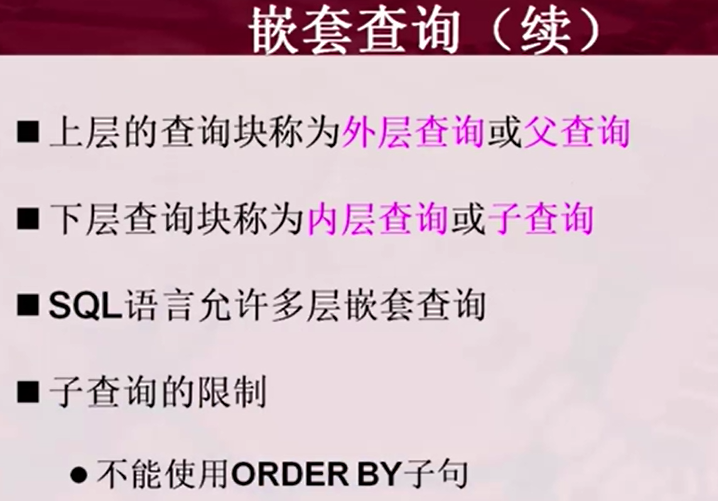 嵌套查询（续）
■ 上层的查询块称为外层查询或父查询
■ 下层查询块称为内层查询或子查询
■ SQL语言允许多层嵌套查询
■ 子查询的限制
● 不能使用ORDER BY子句